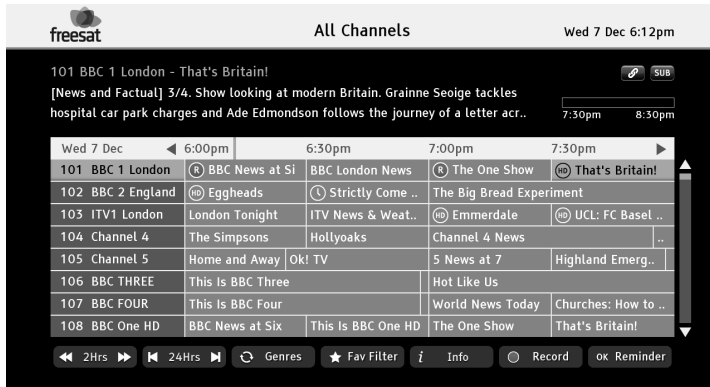 freesat
All Channels
Wed 7 Dec 6:12pm
101 BBC 1 London - That's Britain!
SUB
[News and Factual] 3/4. Show looking at modern Britain. Grainne Seoige tackles
hospital car park charges and Ade Edmondson follows the journey of a letter acr..
7:30pm 8:30pm
Wed 7 Dec 6:00pm 6:30pm 7:00pm 7:30pm
101 BBC 1 London R BBC News at Si BBC London News R The One Show HD That's Britain!
102 BBC 2 England HD Eggheads Strictly Come .. The Big Bread Experiment
103 ITV1 London London Tonight ITV News & Weat.. HD Emmerdale HD UCL: FC Basel ..
104 Channel 4 The Simpsons Hollyoaks Channel 4 News ..
105 Channel 5 Home and Away Ok! TV 5 News at 7 Highland Emerg..
106 BBC THREE This Is BBC Three Hot Like Us
107 BBC FOUR This Is BBC Four World News Today Churches: How to ..
108 BBC One HD BBC News at Six This Is BBC One HD The One Show That's Britain!
2Hrs 24Hrs Genres Fav Filter i Info Record OK Reminder